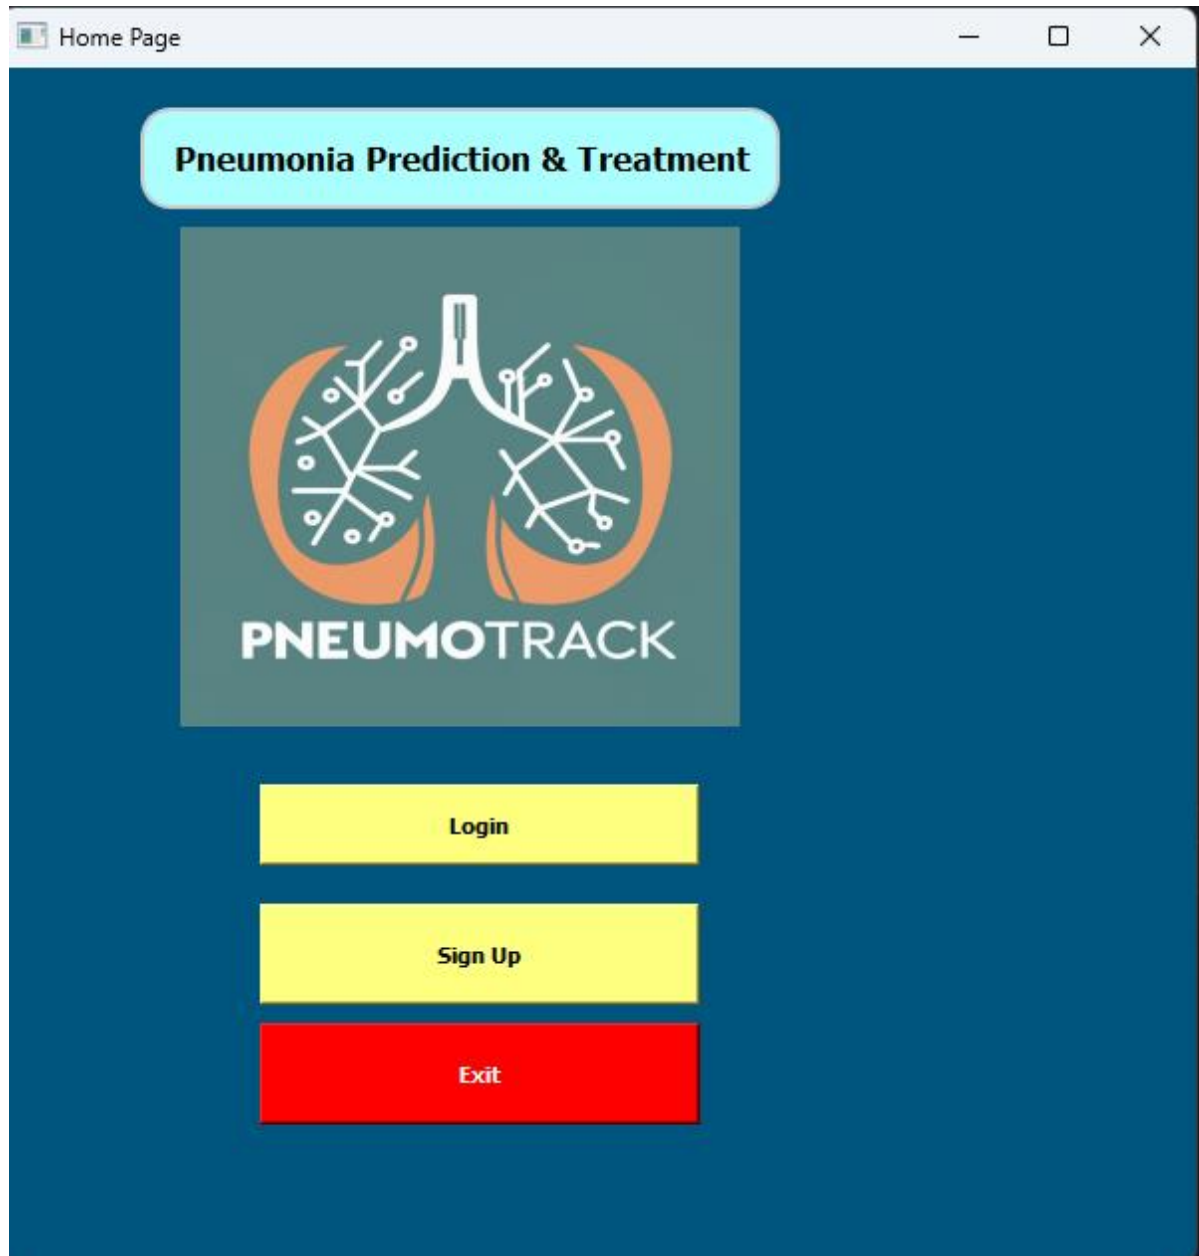 Home Page
Pneumonia Prediction & Treatment
PNEUMOTRACK
Login
Sign Up
Exit